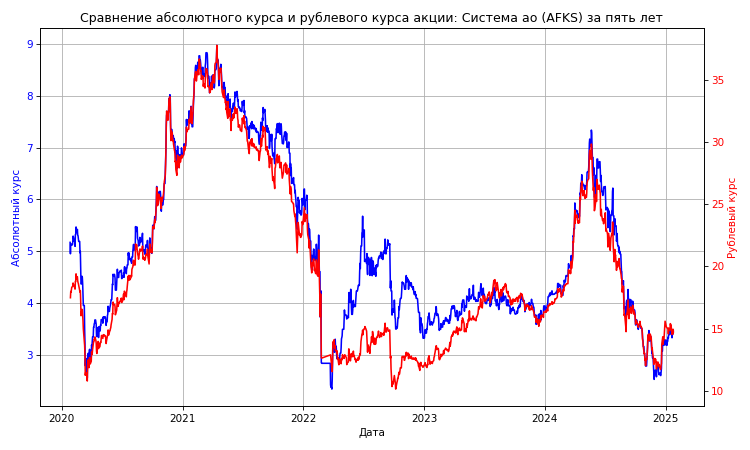 Сравнение абсолютного курса и рублевого курса акции: Система ао (AFKS) за пять лет
9
8
7
6
5
4
3
Абсолютный курс
35
30
25
20
15
10
Рублевый курс
2020 2021 2022 2023 2024 2025
Дата